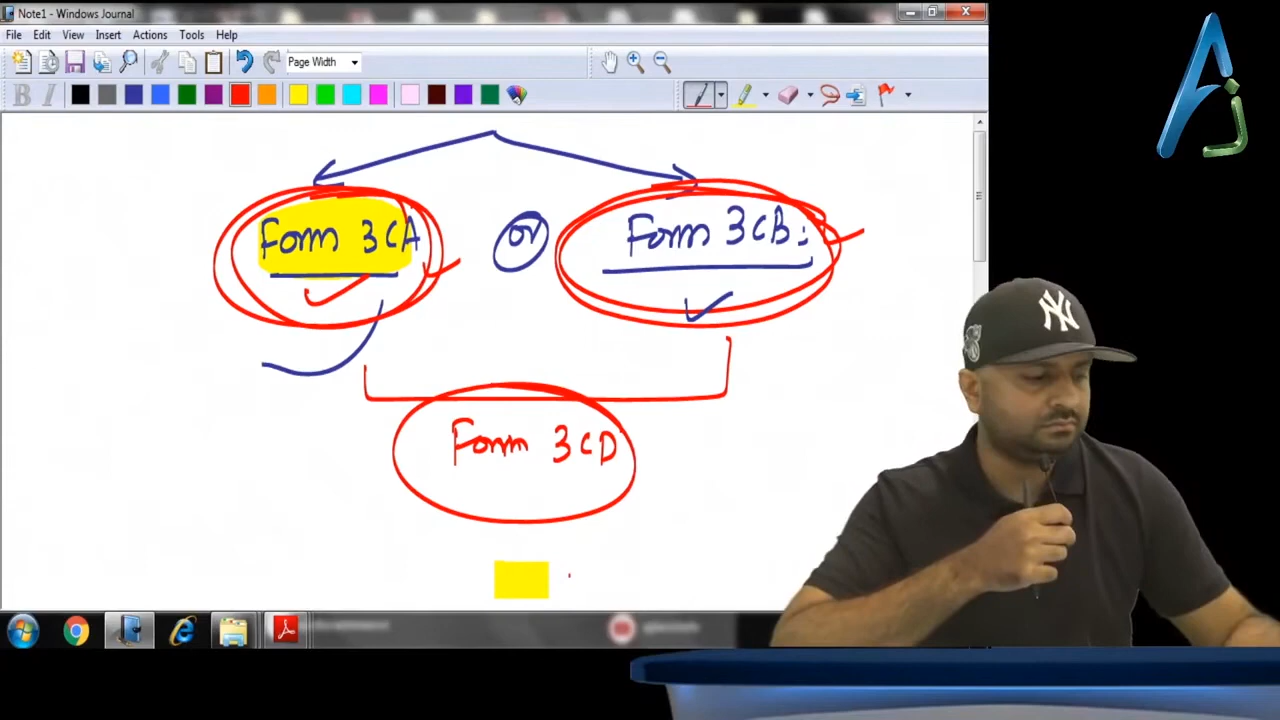 Note1 - Windows Journal
File Edit View Insert Actions Tools Help
Page Width
B I
Form 3CA or Form 3CB:
Form 3CD
NY